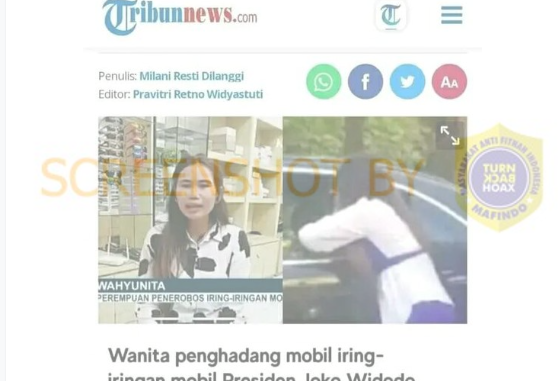 Tribunnews.com
Penulis: Milani Resti Dilanggi
Editor: Pravitri Retno Widyastuti
AA
SCREENSHOT BY
MASYARAKAT ANTI FITNAH INDONESIA
TURN
BACK
HOAX
MAFINDO
WAHYUNITA
PEREMPUAN PENEROBOS IRING-IRINGAN MO
Wanita penghadang mobil iring-
iringan mobil Presiden Joko Widodo